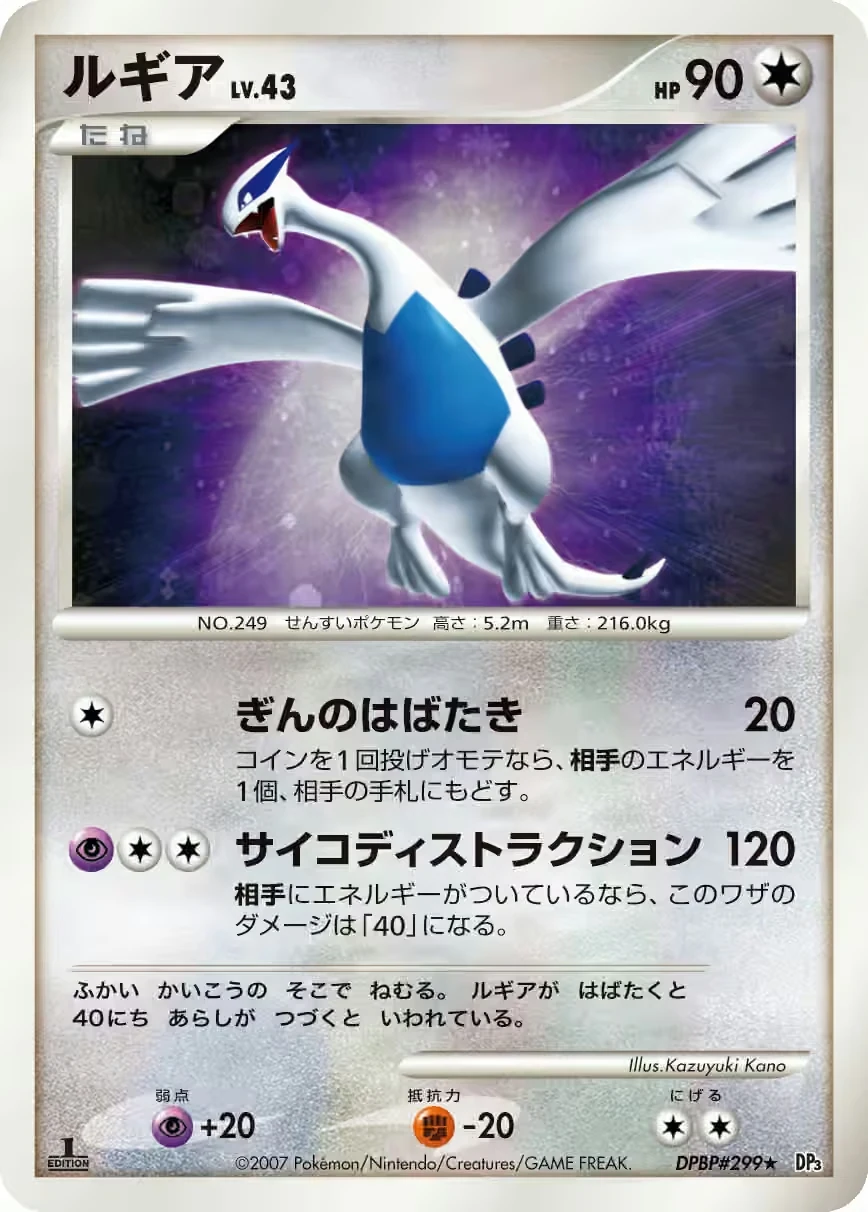 ルギア LV.43 HP 90
たね
NO.249 せんすいポケモン 高さ：5.2m 重さ：216.0kg
ぎんのはばたき 20
コインを1回投げオモテなら、相手のエネルギーを
1個、相手の手札にもどす。
サイコディストラクション 120
相手にエネルギーがついているなら、このワザの
ダメージは「40」になる。
ふかい かいこうの そこで ねむる。 ルギアが はばたくと
40にち あらしが つづくと いわれている。
Illus.Kazuyuki Kano
弱点 抵抗力 にげる
+20 -20
1
EDITION
©2007 Pokémon/Nintendo/Creatures/GAME FREAK. DPBP#299★ DP3